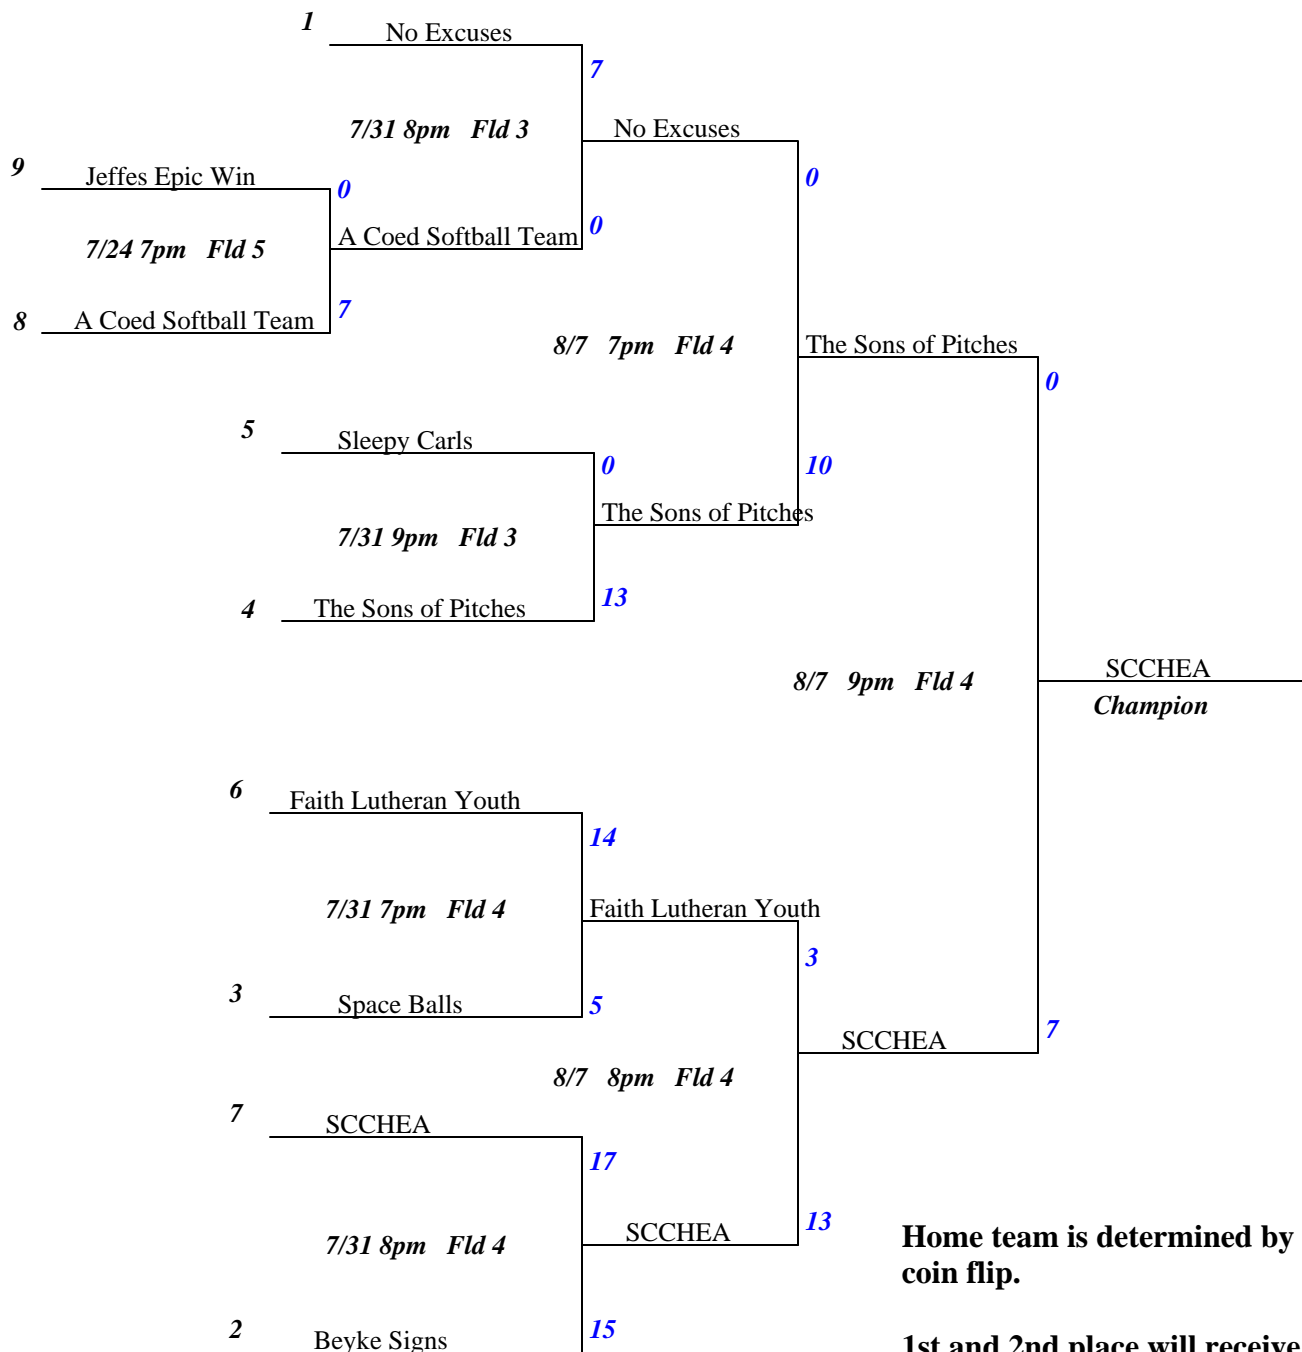 1
No Excuses
7
7/31 8pm Fld 3
No Excuses
9
Jeffes Epic Win
0
0
A Coed Softball Team
0
7/24 7pm Fld 5
8
A Coed Softball Team
7
8/7 7pm Fld 4
The Sons of Pitches
0
5
Sleepy Carls
0
10
The Sons of Pitches
7/31 9pm Fld 3
4
The Sons of Pitches
13
SCCHEA
8/7 9pm Fld 4
Champion
6
Faith Lutheran Youth
14
7/31 7pm Fld 4
Faith Lutheran Youth
3
3
Space Balls
5
SCCHEA
7
8/7 8pm Fld 4
7
SCCHEA
17
13
SCCHEA
7/31 8pm Fld 4
2
Beyke Signs
15
Home team is determined by
coin flip.
1st and 2nd place will receive